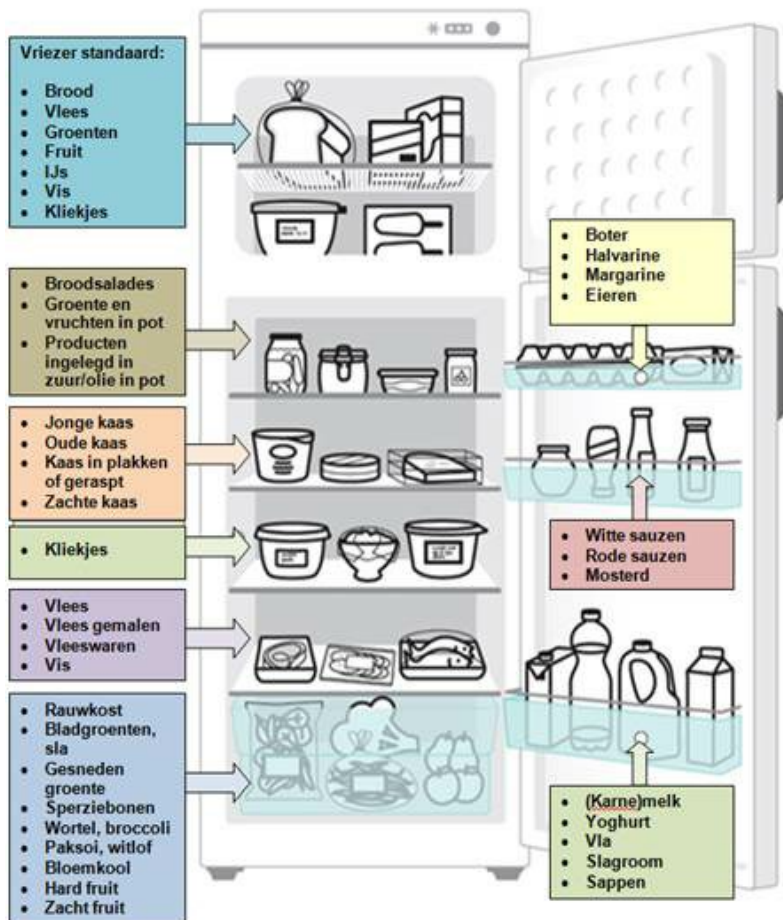 Vriezer standaard:
• Brood
• Vlees
• Groenten
• Fruit
• IJs
• Vis
• Kliekjes
• Broodsalades
• Groente en
vruchten in pot
• Producten
ingelegd in
zuur/olie in pot
• Jonge kaas
• Oude kaas
• Kaas in plakken
of geraspt
• Zachte kaas
• Kliekjes
• Vlees
• Vlees gemalen
• Vleeswaren
• Vis
• Rauwkost
• Bladgroenten,
sla
• Gesneden
groente
• Sperziebonen
• Wortel, broccoli
• Paksoi, witlof
• Bloemkool
• Hard fruit
• Zacht fruit
• Boter
• Halvarine
• Margarine
• Eieren
• Witte sauzen
• Rode sauzen
• Mosterd
• (Karne)melk
• Yoghurt
• Vla
• Slagroom
• Sappen